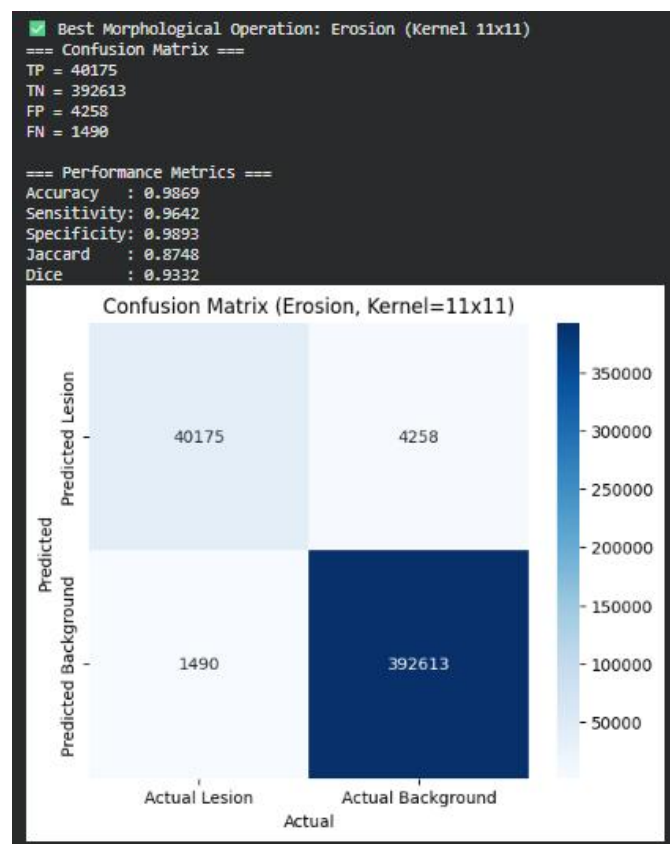 ✅ Best Morphological Operation: Erosion (Kernel 11x11)
=== Confusion Matrix ===
TP = 40175
TN = 392613
FP = 4258
FN = 1490
=== Performance Metrics ===
Accuracy   : 0.9869
Sensitivity: 0.9642
Specificity: 0.9893
Jaccard    : 0.8748
Dice       : 0.9332
Confusion Matrix (Erosion, Kernel=11x11)
Predicted
Predicted Lesion
40175
4258
Predicted Background
1490
392613
Actual Lesion
Actual Background
Actual
350000
300000
250000
200000
150000
100000
50000